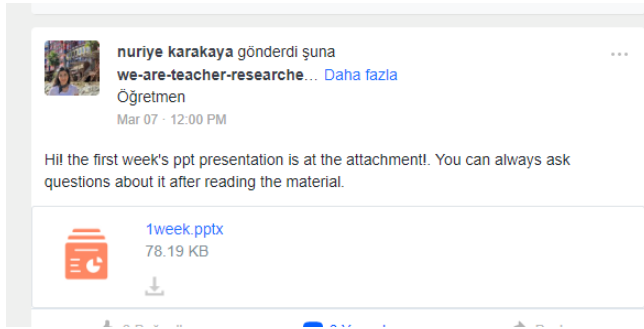 nuriye karakaya gönderdi şuna
we-are-teacher-researche... Daha fazla
Öğretmen
Mar 07 · 12:00 PM
Hi! the first week's ppt presentation is at the attachment!. You can always ask
questions about it after reading the material.
1week.pptx
78.19 KB